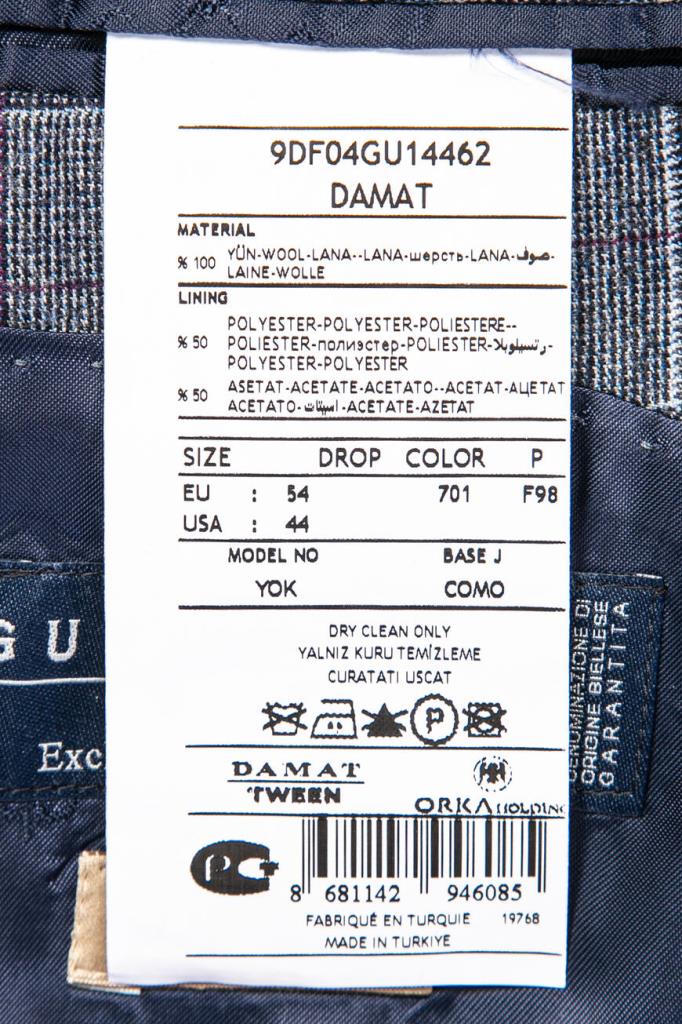 9DF04GU14462
DAMAT
MATERIAL
% 100 YÜN-WOOL-LANA--LANA-шерсть-LANA-صوف-
LAINE-WOLLE
LINING
% 50 POLYESTER-POLYESTER-POLIESTERE--
POLIESTER-полиэстер-POLIESTER-رتسيلوبلا-
POLYESTER-POLYESTER
% 50 ASETAT-ACETATE-ACETATO--ACETAT-АЦЕТАТ
ACETATO-اسيتات-ACETATE-AZETAT
SIZE DROP COLOR P
EU : 54 701 F98
USA : 44
MODEL NO BASE J
YOK COMO
DRY CLEAN ONLY
YALNIZ KURU TEMİZLEME
CURATATI USCAT
P
DAMAT
TWEEN
ORKA HOLDING
PC+
8 681142 946085
FABRIQUÉ EN TURQUIE 19768
MADE IN TURKIYE
GU
Exc
DENOMINAZIONE DI
ORIGINE BIELLESE
GARANTITA